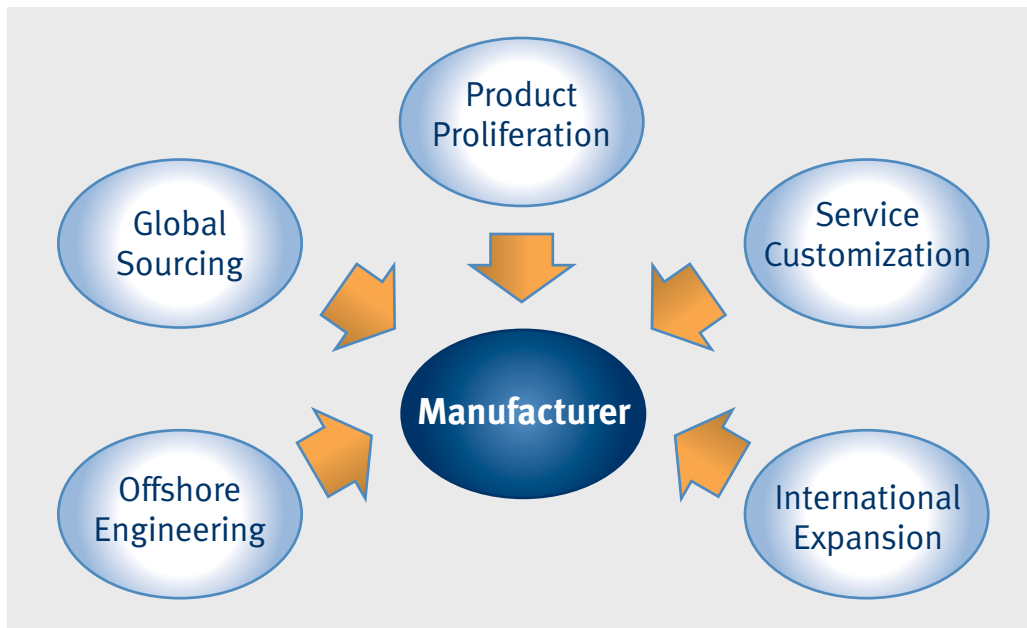 Product
Proliferation
Global
Sourcing
Service
Customization
Manufacturer
Offshore
Engineering
International
Expansion